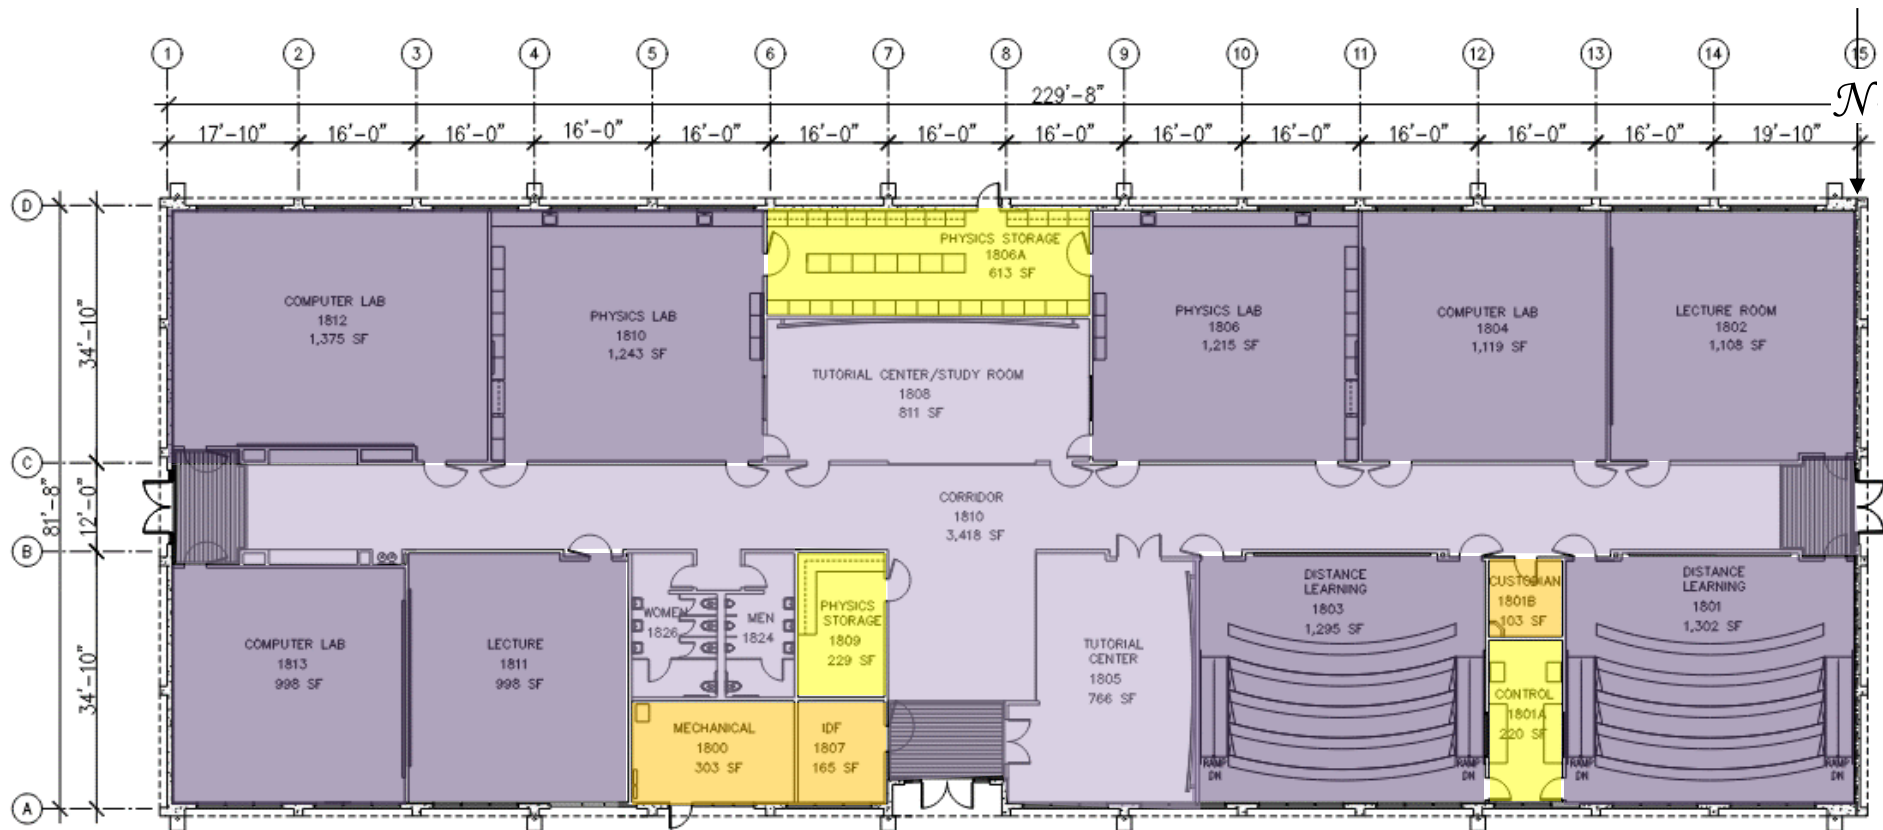 1 2 3 4 5 6 7 8 9 10 11 12 13 14 15
229'-8"
N
17'-10" 16'-0" 16'-0" 16'-0" 16'-0" 16'-0" 16'-0" 16'-0" 16'-0" 16'-0" 16'-0" 16'-0" 16'-0" 19'-10"
D
C
B
A
34'-10"
12'-0"
34'-10"
81'-8"
COMPUTER LAB
1812
1,375 SF
PHYSICS LAB
1810
1,243 SF
PHYSICS STORAGE
1806A
613 SF
TUTORIAL CENTER/STUDY ROOM
1808
811 SF
PHYSICS LAB
1806
1,215 SF
COMPUTER LAB
1804
1,119 SF
LECTURE ROOM
1802
1,108 SF
CORRIDOR
1810
3,418 SF
COMPUTER LAB
1813
998 SF
LECTURE
1811
998 SF
WOMEN
1826
MEN
1824
PHYSICS
STORAGE
1809
229 SF
MECHANICAL
1800
303 SF
IDF
1807
165 SF
TUTORIAL
CENTER
1805
766 SF
DISTANCE
LEARNING
1803
1,295 SF
RAMP
DN
RAMP
DN
CUSTODIAN
1801B
103 SF
CONTROL
1801A
220 SF
DISTANCE
LEARNING
1801
1,302 SF
RAMP
DN
RAMP
DN